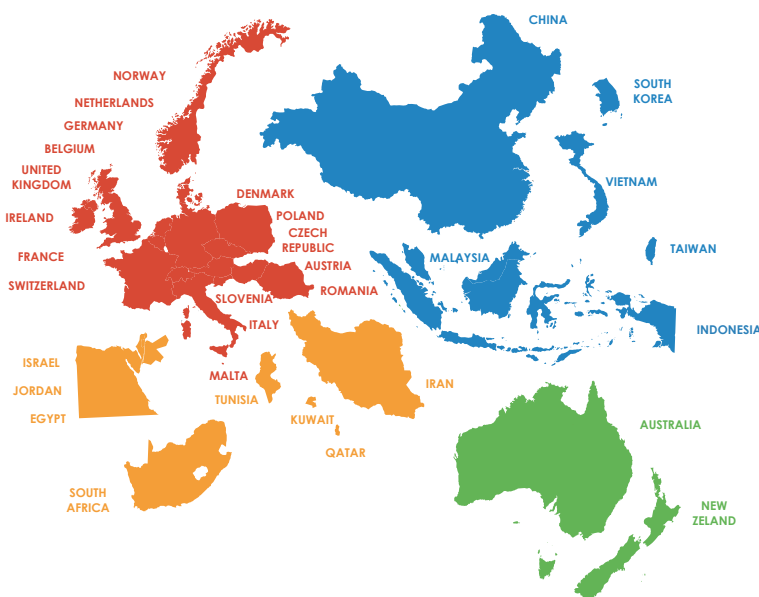 CHINA
NORWAY
SOUTH
KOREA
NETHERLANDS
GERMANY
BELGIUM
UNITED
KINGDOM
VIETNAM
DENMARK
IRELAND
POLAND
CZECH
REPUBLIC
TAIWAN
FRANCE
MALAYSIA
AUSTRIA
SWITZERLAND
ROMANIA
SLOVENIA
ITALY
INDONESIA
ISRAEL
MALTA
IRAN
JORDAN
TUNISIA
EGYPT
KUWAIT
AUSTRALIA
QATAR
SOUTH
AFRICA
NEW
ZELAND